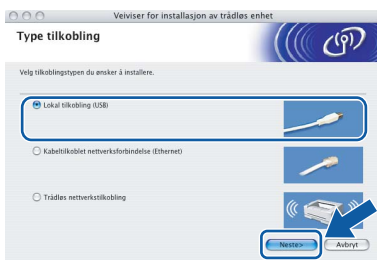 Veiviser for installasjon av trådløs enhet
Type tilkobling
Velg tilkoblingstypen du ønsker å installere.
Lokal tilkobling (USB)
Kabeltilkoblet nettverksforbindelse (Ethernet)
Trådløs nettverkstilkobling
Neste>
Avbryt